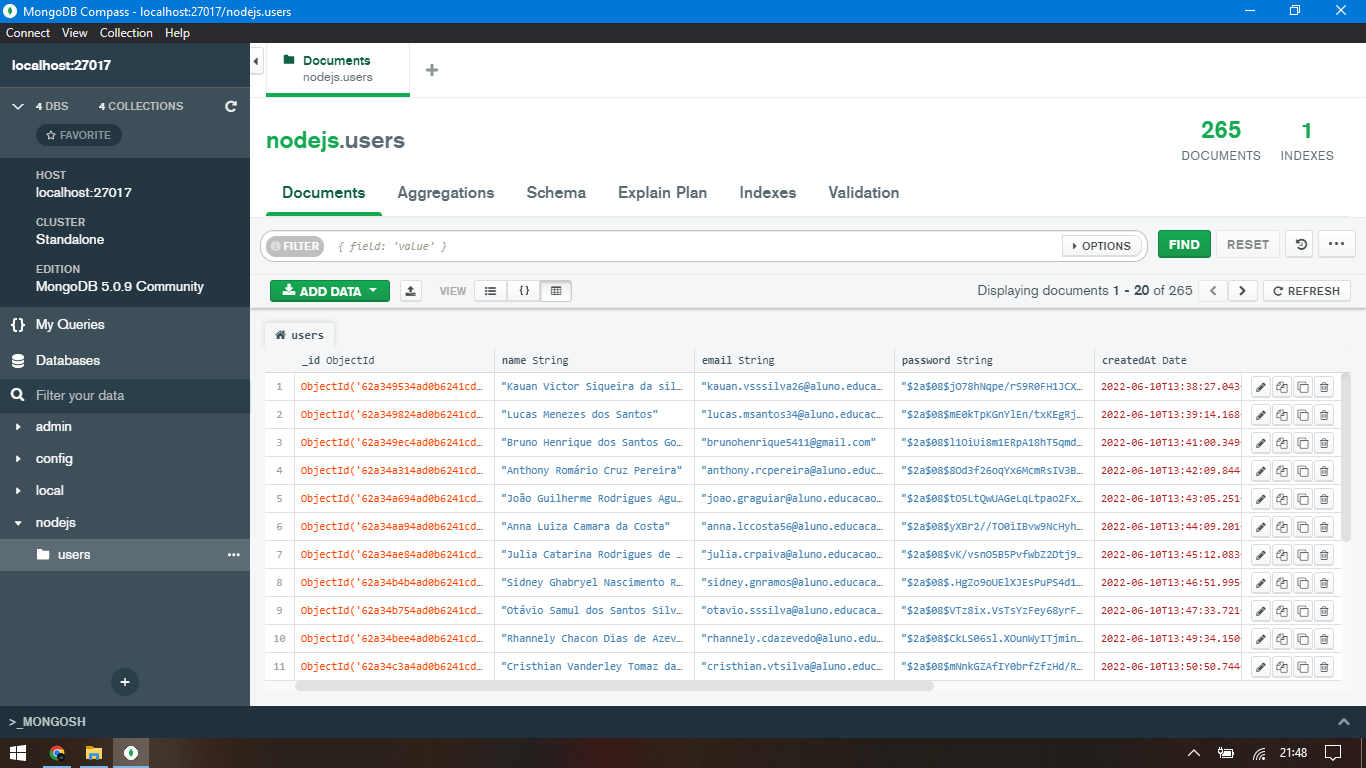 MongoDB Compass - localhost:27017/nodejs.users
Connect View Collection Help
localhost:27017
4 DBS 4 COLLECTIONS
FAVORITE
HOST
localhost:27017
CLUSTER
Standalone
EDITION
MongoDB 5.0.9 Community
{} My Queries
Databases
Filter your data
admin
config
local
nodejs
users
>_MONGOSH
Documents
nodejs.users
nodejs.users
265 DOCUMENTS
1 INDEXES
Documents Aggregations Schema Explain Plan Indexes Validation
FILTER { field: 'value' } OPTIONS FIND RESET
ADD DATA VIEW {} Displaying documents 1 - 20 of 265 REFRESH
users
_id ObjectId name String email String password String createdAt Date
1 ObjectId('62a349534ad0b6241cd… "Kauan Victor Siqueira da sil… "kauan.vsssilva26@aluno.educa… "$2a$08$jO78hNqpe/rS9R0FH1JCX… 2022-06-10T13:38:27.043
2 ObjectId('62a349824ad0b6241cd… "Lucas Menezes dos Santos" "lucas.msantos34@aluno.educac… "$2a$08$mE0kTpKGnYlEn/txKEgRj… 2022-06-10T13:39:14.168
3 ObjectId('62a349ec4ad0b6241cd… "Bruno Henrique dos Santos Go… "brunohenrique5411@gmail.com" "$2a$08$l1OiUi8m1ERpA18hT5qmd… 2022-06-10T13:41:00.349
4 ObjectId('62a34a314ad0b6241cd… "Anthony Romário Cruz Pereira" "anthony.rcpereira@aluno.educ… "$2a$08$8Od3f26oqYx6McmRsIV3B… 2022-06-10T13:42:09.844
5 ObjectId('62a34a694ad0b6241cd… "João Guilherme Rodrigues Agu… "joao.graguiar@aluno.educacao… "$2a$08$tO5LtQwUAGeLqLtpao2Fx… 2022-06-10T13:43:05.251
6 ObjectId('62a34aa94ad0b6241cd… "Anna Luiza Camara da Costa" "anna.lccosta56@aluno.educaca… "$2a$08$yXBr2//TO0iIBvw9NcHyh… 2022-06-10T13:44:09.201
7 ObjectId('62a34ae84ad0b6241cd… "Julia Catarina Rodrigues de … "julia.crpaiva@aluno.educacao… "$2a$08$vK/vsnO5B5PvfwbZ2Dtj9… 2022-06-10T13:45:12.083
8 ObjectId('62a34b4b4ad0b6241cd… "Sidney Ghabryel Nascimento R… "sidney.gnramos@aluno.educaca… "$2a$08$.HgZo9oUElXJEsPuPS4d1… 2022-06-10T13:46:51.995
9 ObjectId('62a34b754ad0b6241cd… "Otávio Samul dos Santos Silv… "otavio.sssilva@aluno.educaca… "$2a$08$VTz8ix.VsTsYzFey68yrF… 2022-06-10T13:47:33.721
10 ObjectId('62a34bee4ad0b6241cd… "Rhannely Chacon Dias de Azev… "rhannely.cdazevedo@aluno.edu… "$2a$08$CkLS06sl.XOunWyITjmin… 2022-06-10T13:49:34.150
11 ObjectId('62a34c3a4ad0b6241cd… "Cristhian Vanderley Tomaz da… "cristhian.vtsilva@aluno.educ… "$2a$08$mNnkGZAfIY0brfZfzHd/R… 2022-06-10T13:50:50.744
21:48